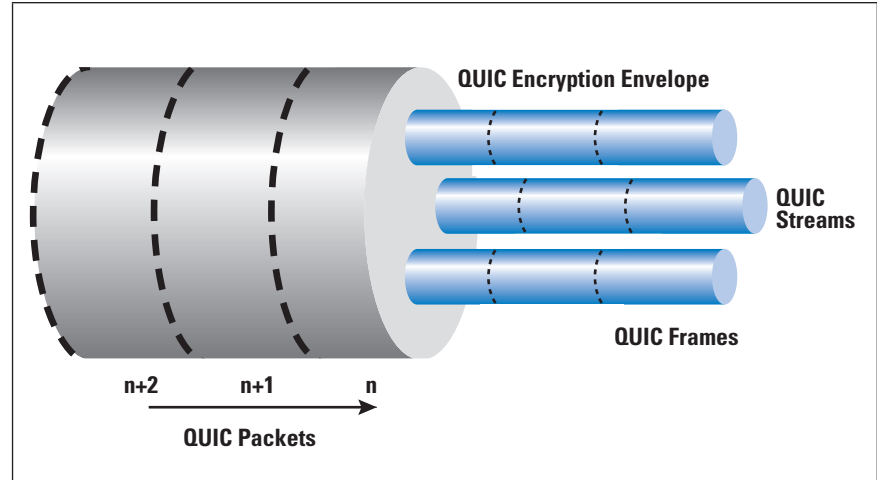 QUIC Encryption Envelope
QUIC
Streams
QUIC Frames
n+2 n+1 n
QUIC Packets